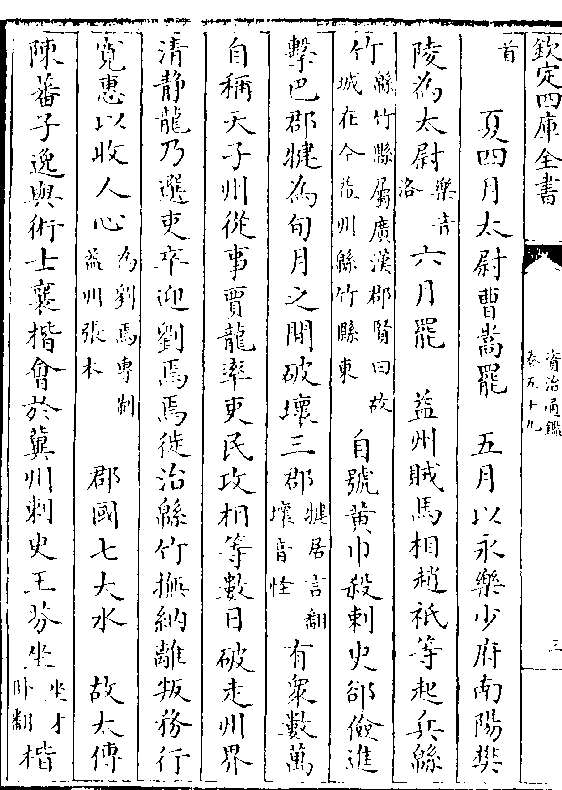 欽定四庫全書
資治通鑑
卷五十九
三
首　夏四月太尉曹嵩罷　五月以永樂少府南陽樊
陵為太尉樂音洛六月罷　益州賊馬相趙祗等起兵緜
竹緜竹縣屬廣漢郡賢曰故城在今益州緜竹縣東自號黄巾殺刺史郤儉進
擊巴郡犍為旬月之間破壞三郡犍居言翻壞音怪有衆數萬
自稱天子州從事賈龍率吏民攻相等數日破走州界
清静龍乃選吏卒迎劉焉焉徙治緜竹撫納離叛務行
寛惠以收人心為劉焉專制益州張本　郡國七大水　故太傅
陳蕃子逸與術士襄楷會於冀州刺史王芬坐坐才卧翻楷